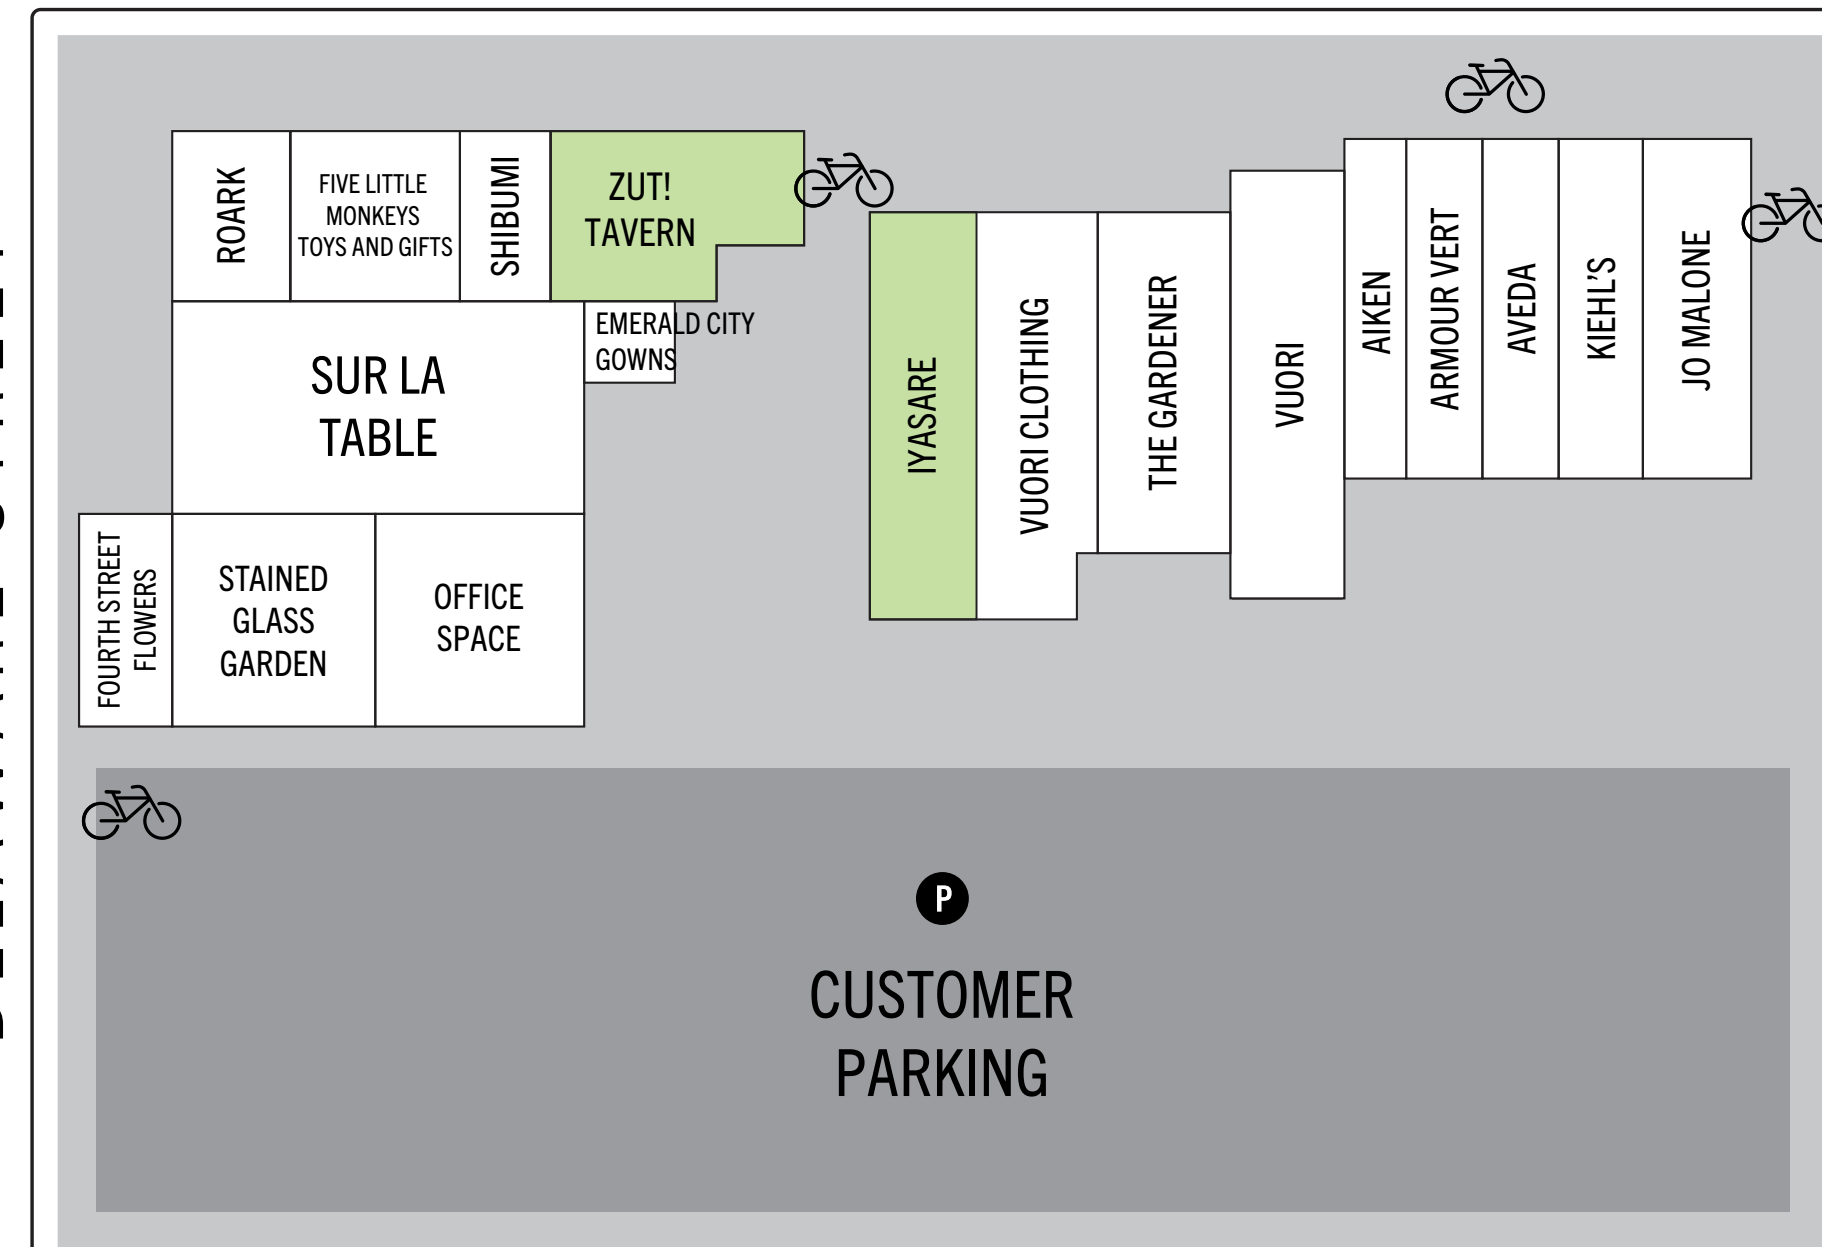 ROARK
FIVE LITTLE
MONKEYS
TOYS AND GIFTS
SHIBUMI
ZUT!
TAVERN
EMERALD CITY
GOWNS
SUR LA
TABLE
FOURTH STREET
FLOWERS
STAINED
GLASS
GARDEN
OFFICE
SPACE
IYASARE
VUORI CLOTHING
THE GARDENER
VUORI
AIKEN
ARMOUR VERT
AVEDA
KIEHL'S
JO MALONE
P
CUSTOMER
PARKING